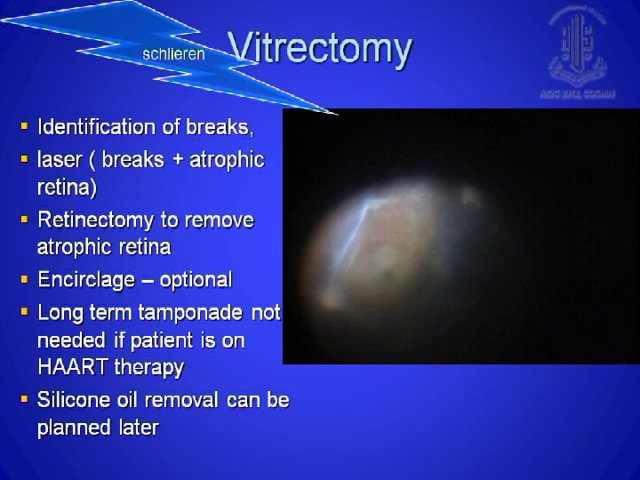 schlieren
Vitrectomy
Identification of breaks,
laser ( breaks + atrophic
retina)
Retinectomy to remove
atrophic retina
Encirclage – optional
Long term tamponade not
needed if patient is on
HAART therapy
Silicone oil removal can be
planned later